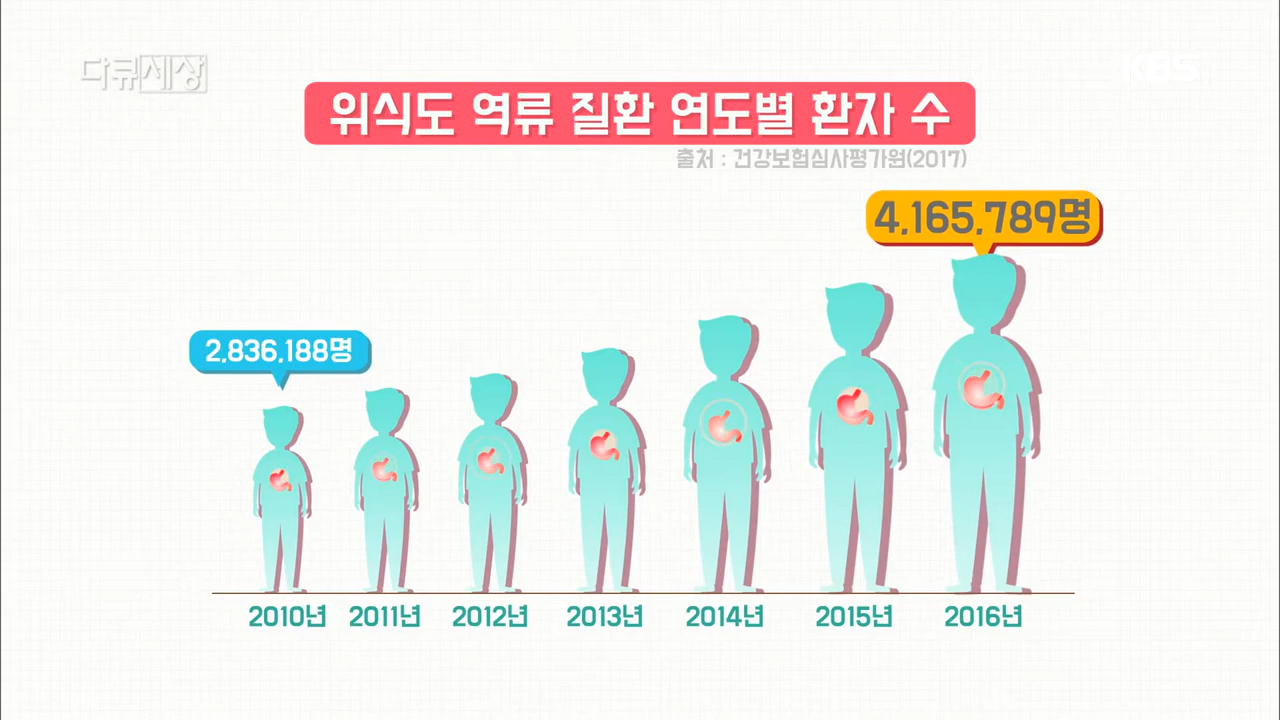 다큐세상
KBS
위식도 역류 질환 연도별 환자 수
출처 : 건강보험심사평가원(2017)
4,165,789명
2,836,188명
2010년 2011년 2012년 2013년 2014년 2015년 2016년